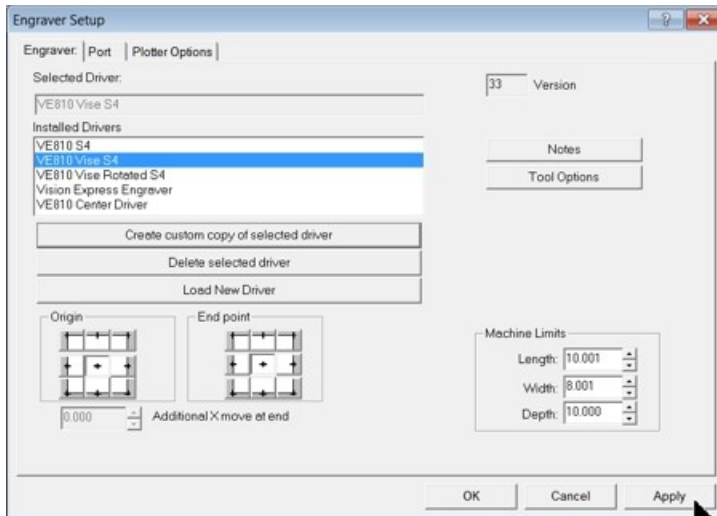 Engraver Setup
Engraver: Port Plotter Options
Selected Driver:
VE810 Vise S4
33 Version
Installed Drivers
VE810 S4
VE810 Vise S4
VE810 Vise Rotated S4
Vision Express Engraver
VE810 Center Driver
Notes
Tool Options
Create custom copy of selected driver
Delete selected driver
Load New Driver
Origin
End point
0.000 Additional X move at end
Machine Limits
Length: 10.001
Width: 8.001
Depth: 10.000
OK Cancel Apply